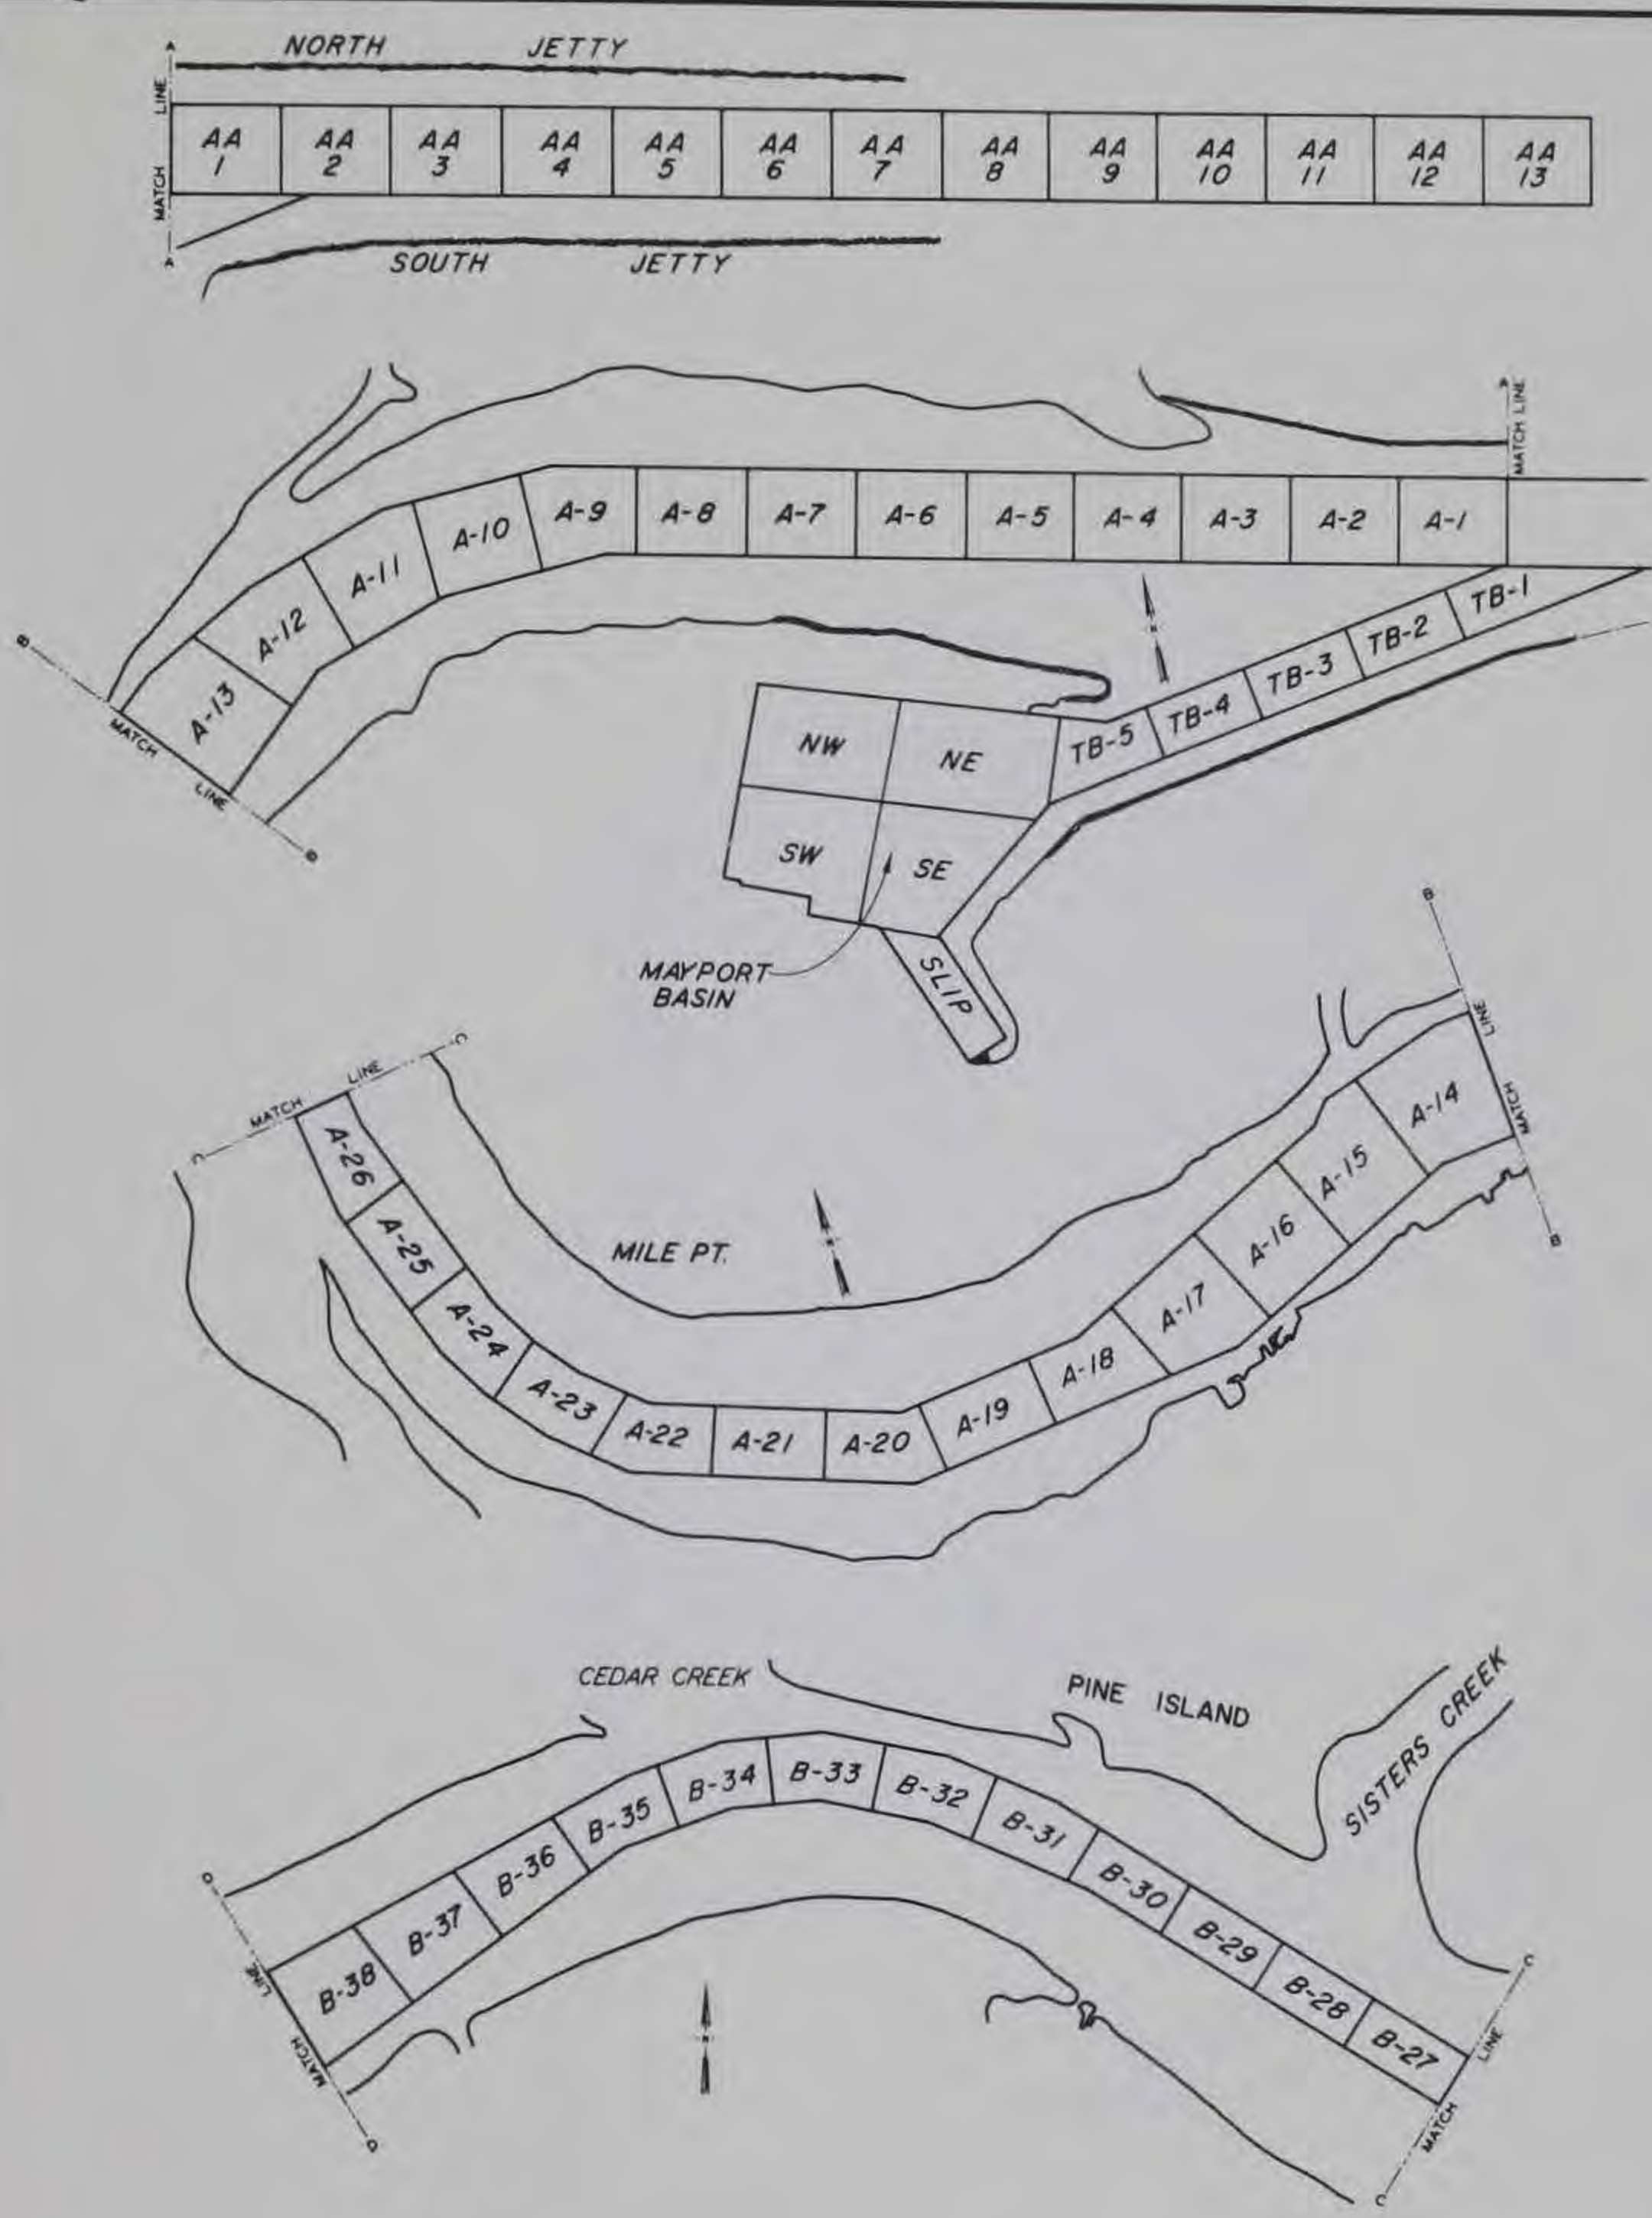 NORTH JETTY
A
MATCH LINE
A
AA 1
AA 2
AA 3
AA 4
AA 5
AA 6
AA 7
AA 8
AA 9
AA 10
AA 11
AA 12
AA 13
SOUTH JETTY
A
MATCH LINE
A-13
A-12
A-11
A-10
A-9
A-8
A-7
A-6
A-5
A-4
A-3
A-2
A-1
TB-1
TB-2
TB-3
TB-4
TB-5
B
MATCH LINE
B
NW
NE
SW
SE
MAYPORT
BASIN
SLIP
B
LINE
MATCH
B
C
MATCH LINE
C
A-26
A-25
A-24
A-23
A-22
A-21
A-20
A-19
A-18
A-17
A-16
A-15
A-14
MILE PT.
CEDAR CREEK
PINE ISLAND
SISTERS CREEK
B-38
B-37
B-36
B-35
B-34
B-33
B-32
B-31
B-30
B-29
B-28
B-27
D
LINE
MATCH
D
C
LINE
MATCH
C